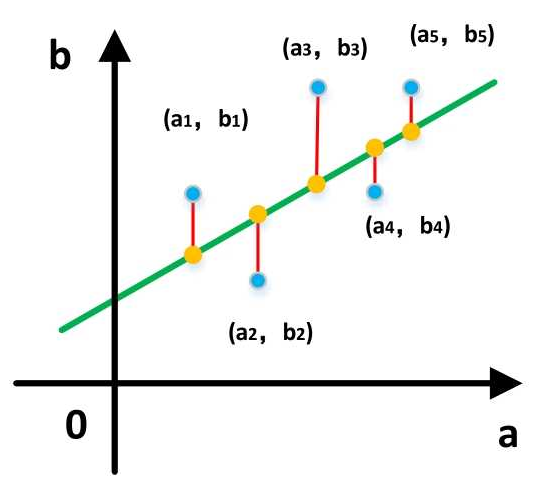 (a5, b5)
b
(a3, b3)
(a1, b1)
(a4, b4)
(a2, b2)
0
a